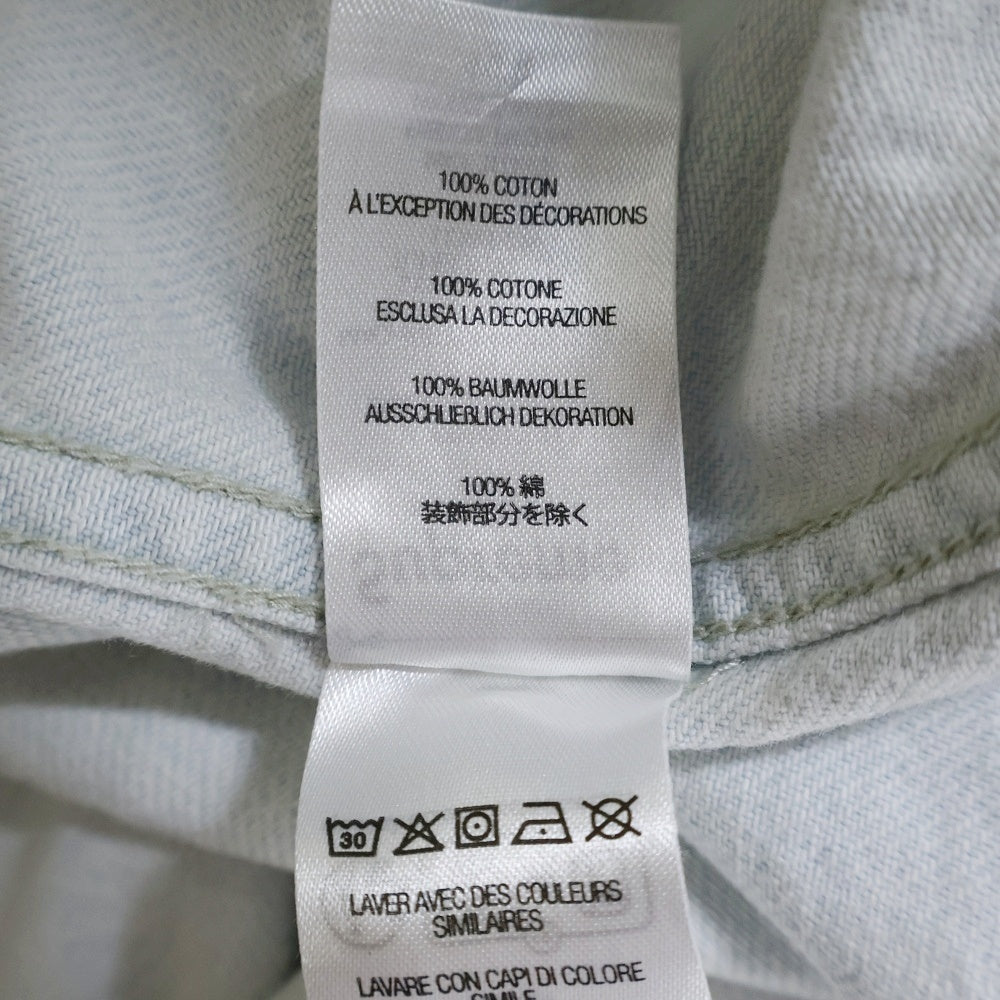 100% COTON
À L'EXCEPTION DES DÉCORATIONS
100% COTONE
ESCLUSA LA DECORAZIONE
100% BAUMWOLLE
AUSSCHLIEBLICH DEKORATION
100% 綿
装飾部分を除く
30
LAVER AVEC DES COULEURS
SIMILAIRES
LAVARE CON CAPI DI COLORE
SIMILE